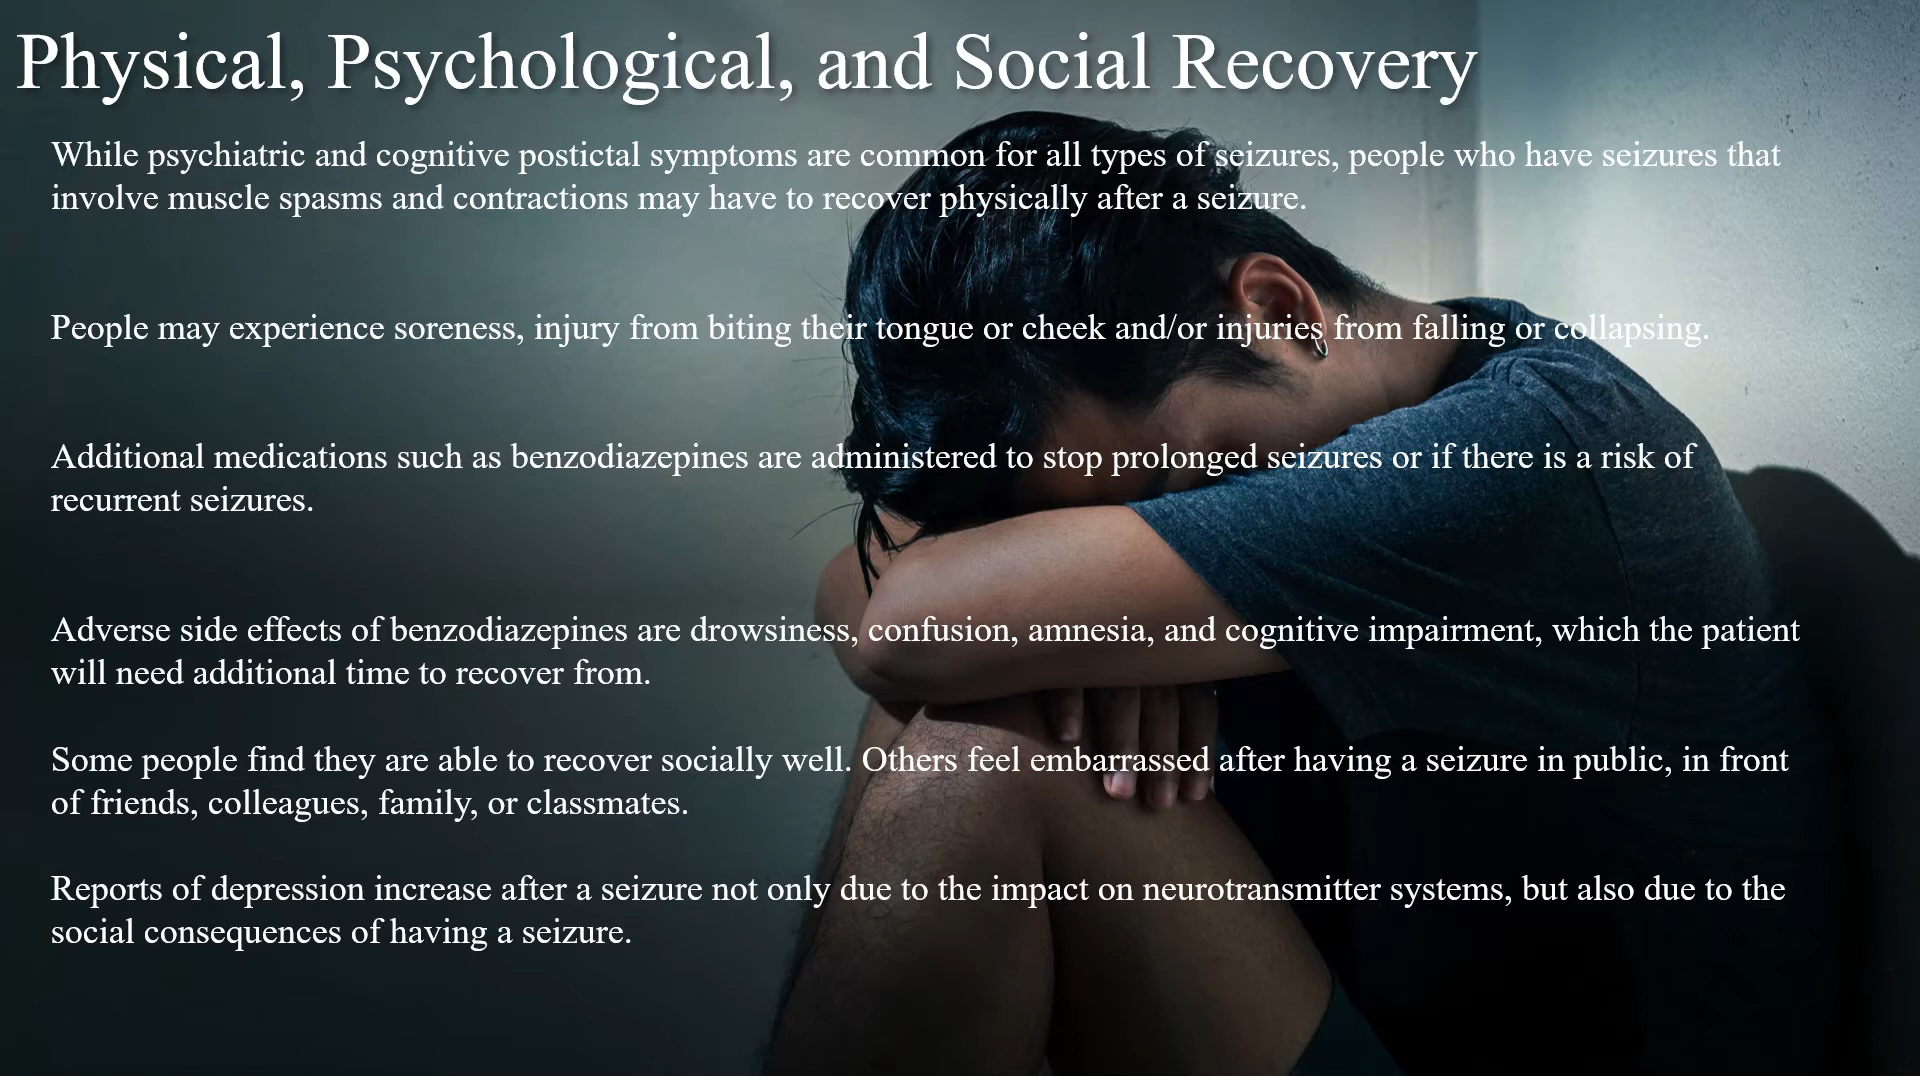 Physical, Psychological, and Social Recovery
While psychiatric and cognitive postictal symptoms are common for all types of seizures, people who have seizures that
involve muscle spasms and contractions may have to recover physically after a seizure.
People may experience soreness, injury from biting their tongue or cheek and/or injuries from falling or collapsing.
Additional medications such as benzodiazepines are administered to stop prolonged seizures or if there is a risk of
recurrent seizures.
Adverse side effects of benzodiazepines are drowsiness, confusion, amnesia, and cognitive impairment, which the patient
will need additional time to recover from.
Some people find they are able to recover socially well. Others feel embarrassed after having a seizure in public, in front
of friends, colleagues, family, or classmates.
Reports of depression increase after a seizure not only due to the impact on neurotransmitter systems, but also due to the
social consequences of having a seizure.